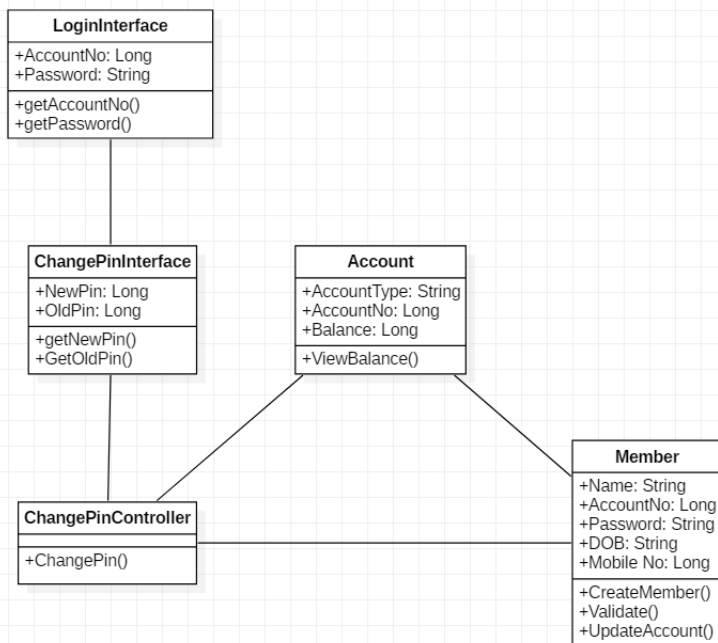 LoginInterface
+AccountNo: Long
+Password: String
+getAccountNo()
+getPassword()
ChangePinInterface
+NewPin: Long
+OldPin: Long
+getNewPin()
+GetOldPin()
Account
+AccountType: String
+AccountNo: Long
+Balance: Long
+ViewBalance()
ChangePinController
+ChangePin()
Member
+Name: String
+AccountNo: Long
+Password: String
+DOB: String
+Mobile No: Long
+CreateMember()
+Validate()
+UpdateAccount()